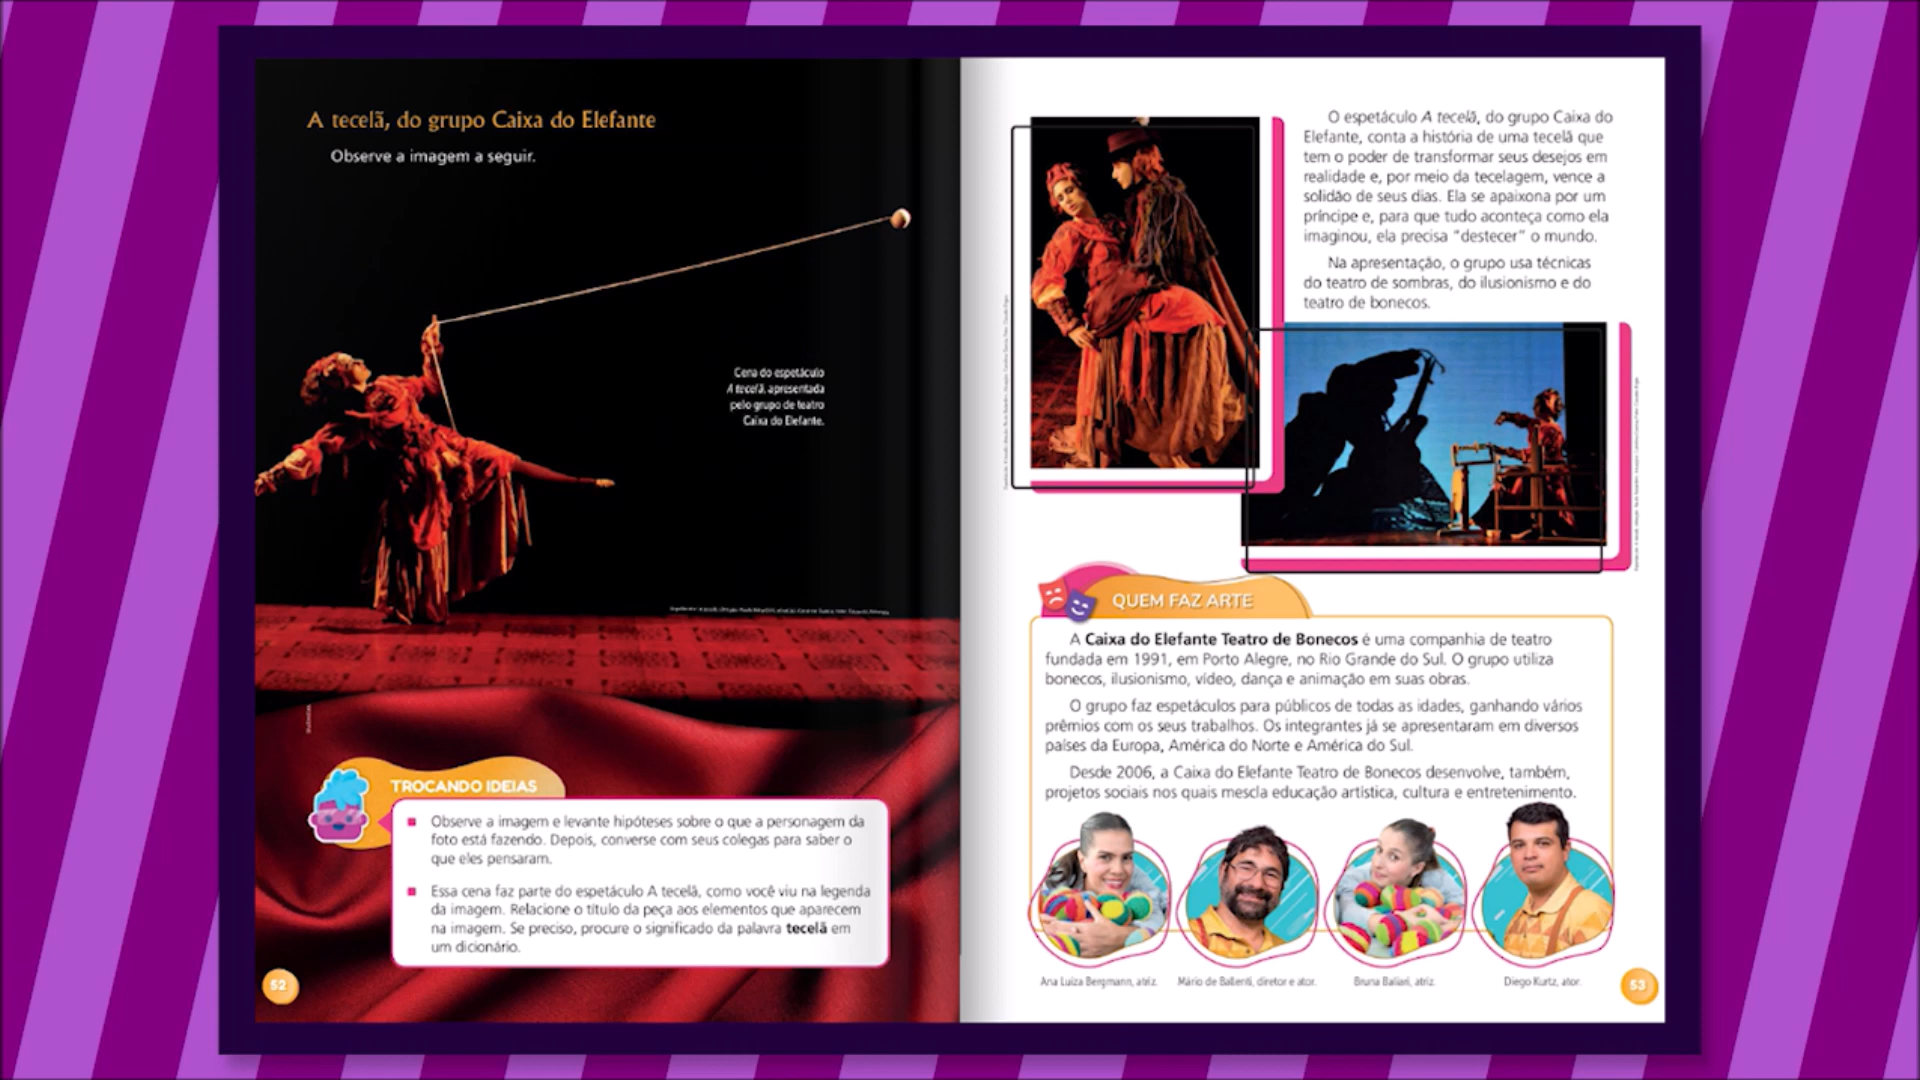 A tecelã, do grupo Caixa do Elefante
Observe a imagem a seguir.
Cena do espetáculo
A tecelã, apresentada
pelo grupo de teatro
Caixa do Elefante.
TROCANDO IDEIAS
Observe a imagem e levante hipóteses sobre o que a personagem da
foto está fazendo. Depois, converse com seus colegas para saber o
que eles pensaram.
Essa cena faz parte do espetáculo A tecelã, como você viu na legenda
da imagem. Relacione o título da peça aos elementos que aparecem
na imagem. Se preciso, procure o significado da palavra tecelã em
um dicionário.
52
O espetáculo A tecelã, do grupo Caixa do
Elefante, conta a história de uma tecelã que
tem o poder de transformar seus desejos em
realidade e, por meio da tecelagem, vence a
solidão de seus dias. Ela se apaixona por um
príncipe e, para que tudo aconteça como ela
imaginou, ela precisa "destecer" o mundo.
Na apresentação, o grupo usa técnicas
do teatro de sombras, do ilusionismo e do
teatro de bonecos.
QUEM FAZ ARTE
A Caixa do Elefante Teatro de Bonecos é uma companhia de teatro
fundada em 1991, em Porto Alegre, no Rio Grande do Sul. O grupo utiliza
bonecos, ilusionismo, vídeo, dança e animação em suas obras.
O grupo faz espetáculos para públicos de todas as idades, ganhando vários
prêmios com os seus trabalhos. Os integrantes já se apresentaram em diversos
países da Europa, América do Norte e América do Sul.
Desde 2006, a Caixa do Elefante Teatro de Bonecos desenvolve, também,
projetos sociais nos quais mescla educação artística, cultura e entretenimento.
Ana Luiza Bergmann, atriz.
Mário de Ballenti, diretor e ator.
Bruna Baliari, atriz.
Diego Kurtz, ator.
53